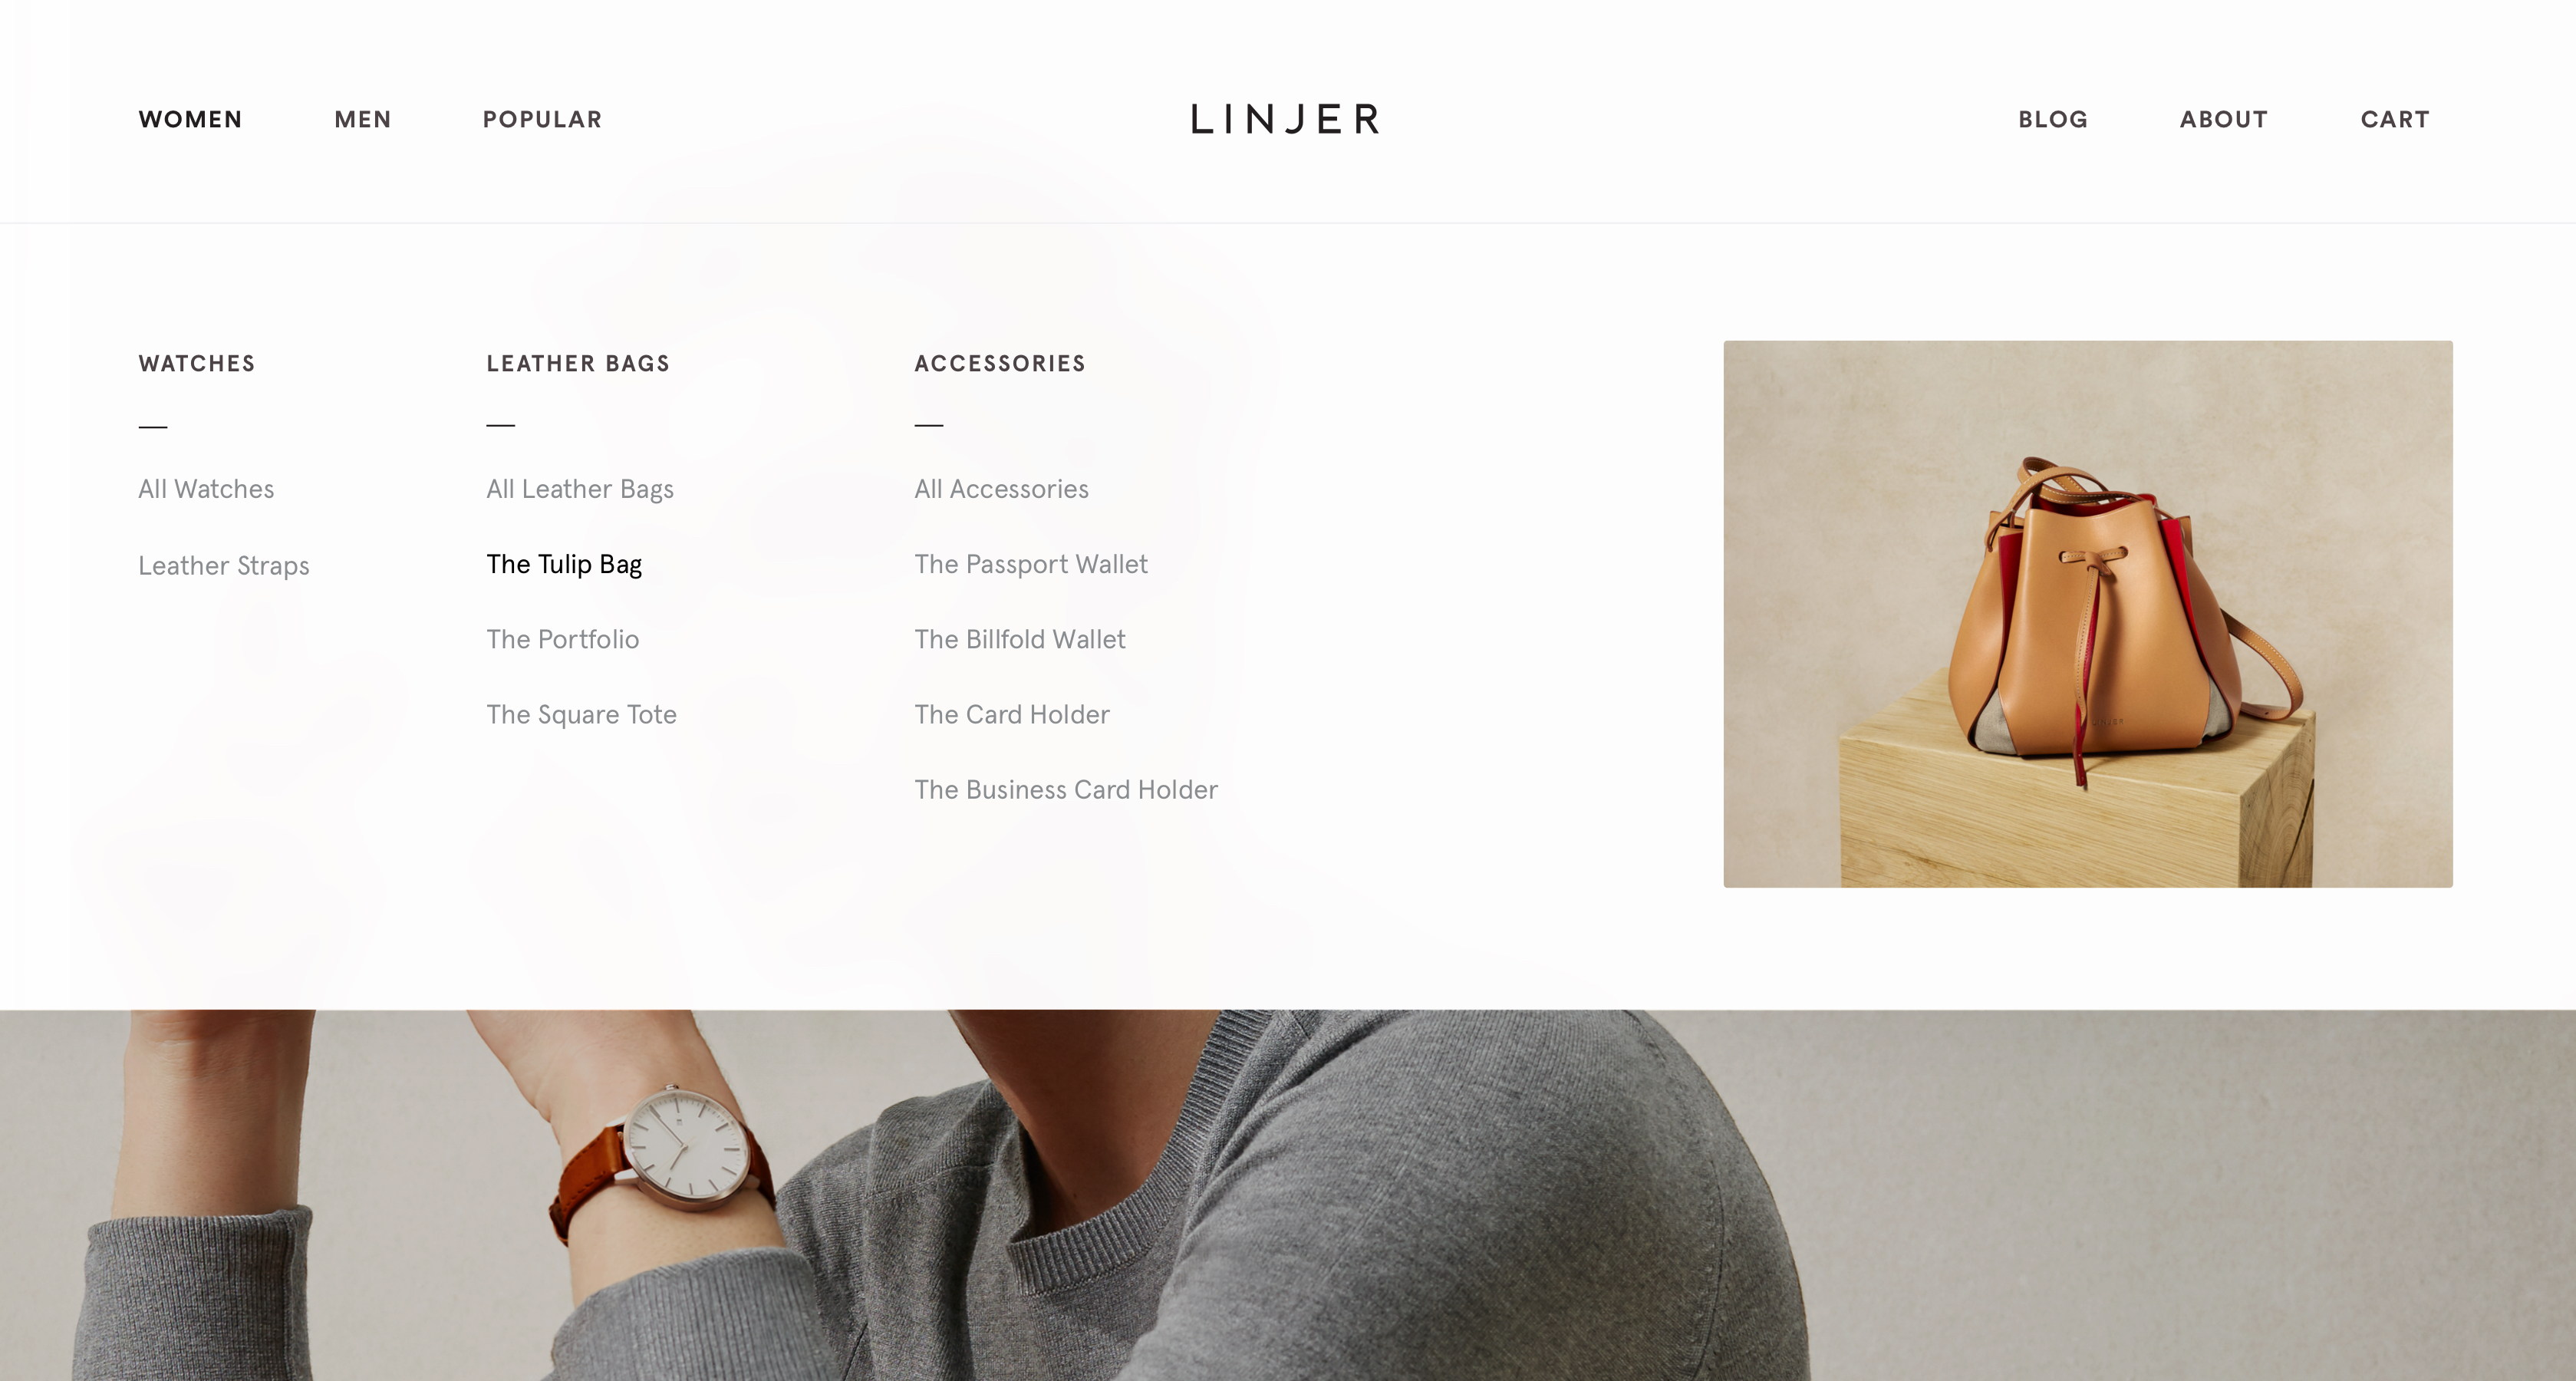 WOMEN MEN POPULAR LINJER BLOG ABOUT CART
WATCHES
All Watches
Leather Straps
LEATHER BAGS
All Leather Bags
The Tulip Bag
The Portfolio
The Square Tote
ACCESSORIES
All Accessories
The Passport Wallet
The Billfold Wallet
The Card Holder
The Business Card Holder
LINJER